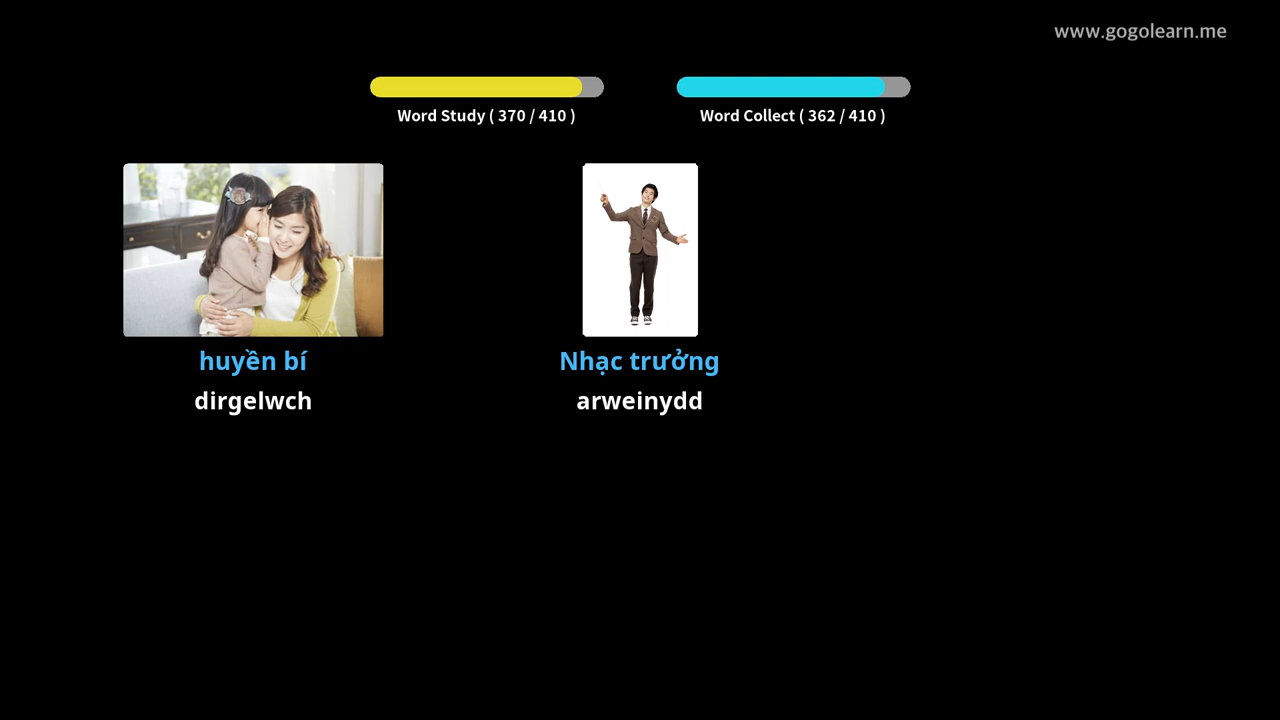 www.gogolearn.me
Word Study ( 370 / 410 )
Word Collect ( 362 / 410 )
huyền bí
dirgelwch
Nhạc trưởng
arweinydd